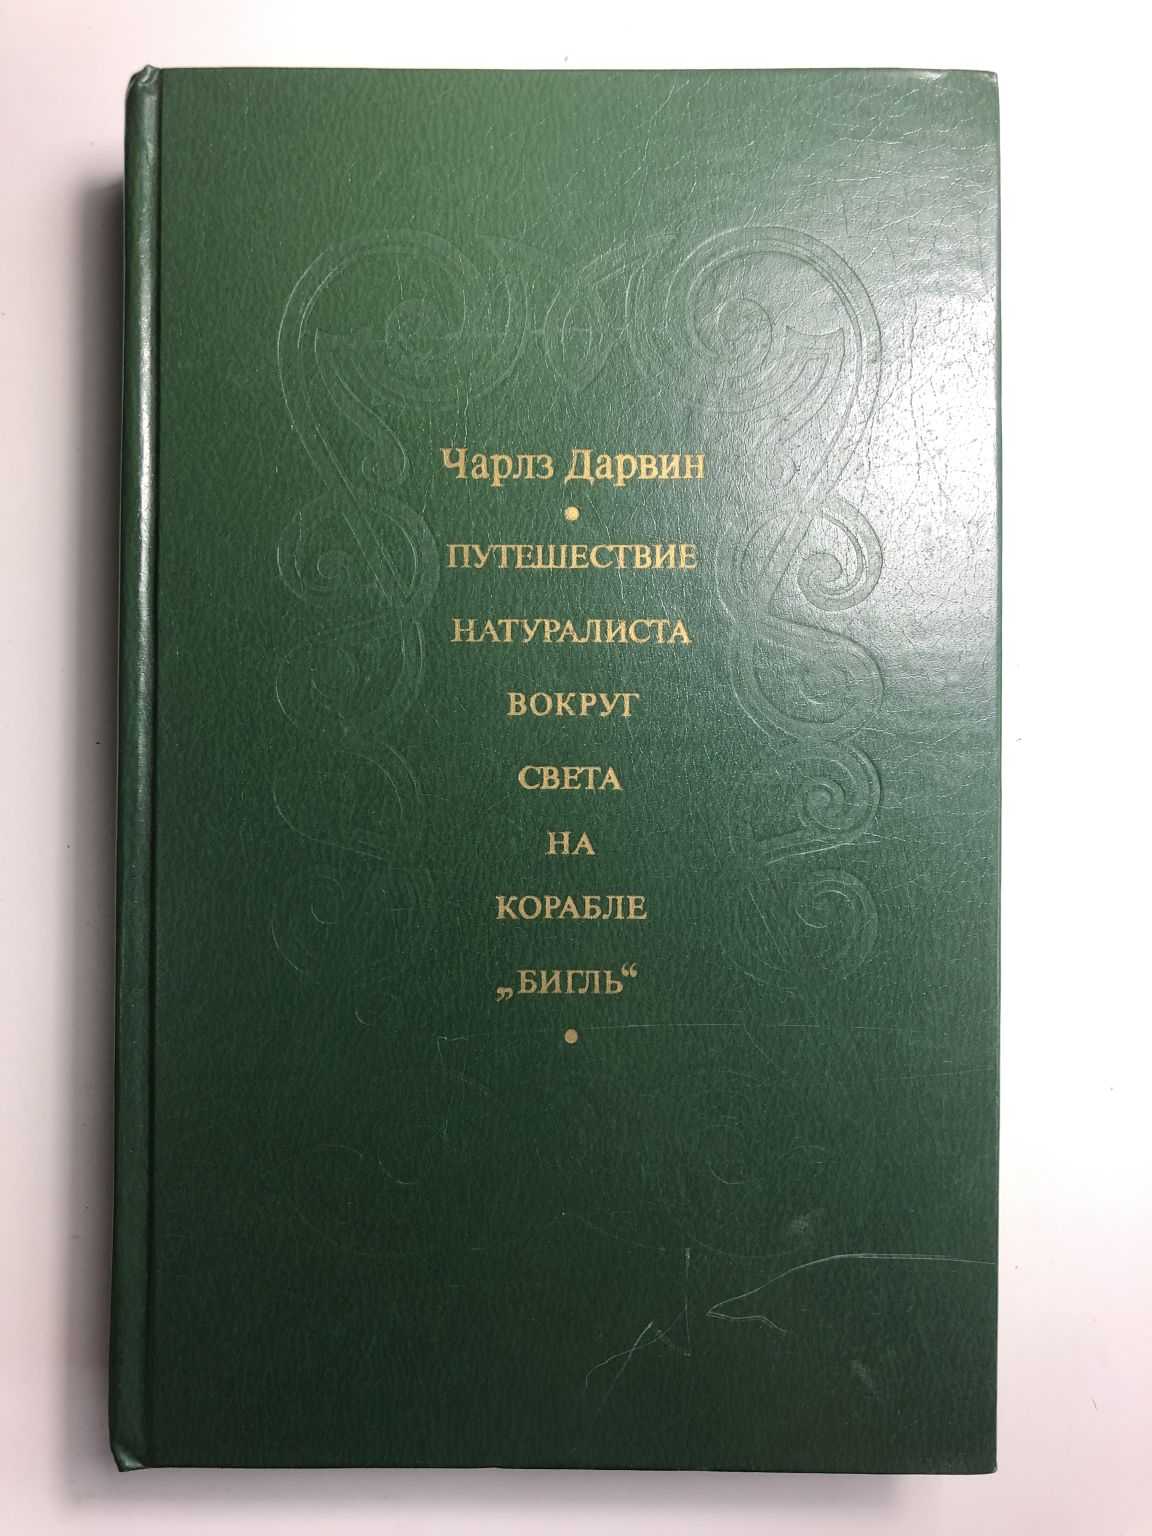 Чарлз Дарвин
ПУТЕШЕСТВИЕ
НАТУРАЛИСТА
ВОКРУГ
СВЕТА
НА
КОРАБЛЕ
„БИГЛЬ“